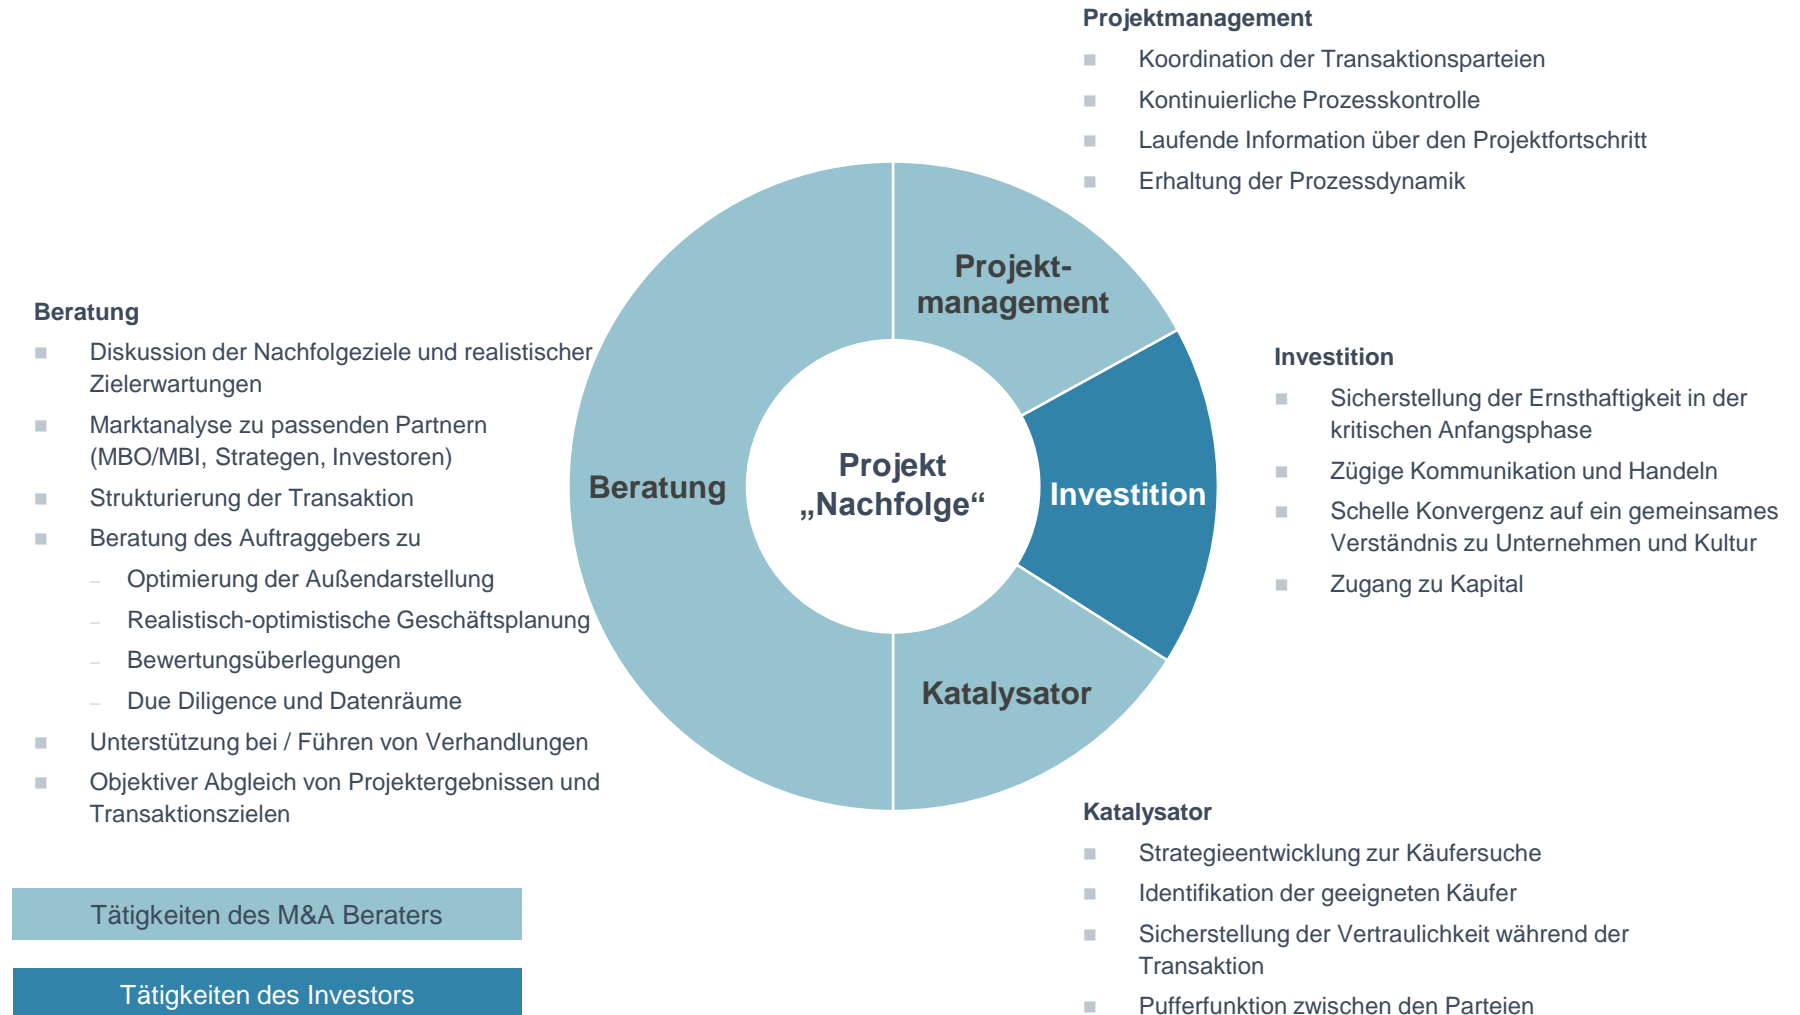 Projektmanagement
Koordination der Transaktionsparteien
Kontinuierliche Prozesskontrolle
Laufende Information über den Projektfortschritt
Erhaltung der Prozessdynamik
Projekt-
management
Beratung
Diskussion der Nachfolgeziele und realistischer
Zielerwartungen
Marktanalyse zu passenden Partnern
(MBO/MBI, Strategen, Investoren)
Strukturierung der Transaktion
Beratung des Auftraggebers zu
– Optimierung der Außendarstellung
– Realistisch-optimistische Geschäftsplanung
– Bewertungsüberlegungen
– Due Diligence und Datenräume
Unterstützung bei / Führen von Verhandlungen
Objektiver Abgleich von Projektergebnissen und
Transaktionszielen
Beratung
Projekt
„Nachfolge“
Investition
Investition
Sicherstellung der Ernsthaftigkeit in der
kritischen Anfangsphase
Zügige Kommunikation und Handeln
Schelle Konvergenz auf ein gemeinsames
Verständnis zu Unternehmen und Kultur
Zugang zu Kapital
Katalysator
Katalysator
Strategieentwicklung zur Käufersuche
Identifikation der geeigneten Käufer
Sicherstellung der Vertraulichkeit während der
Transaktion
Pufferfunktion zwischen den Parteien
Tätigkeiten des M&A Beraters
Tätigkeiten des Investors